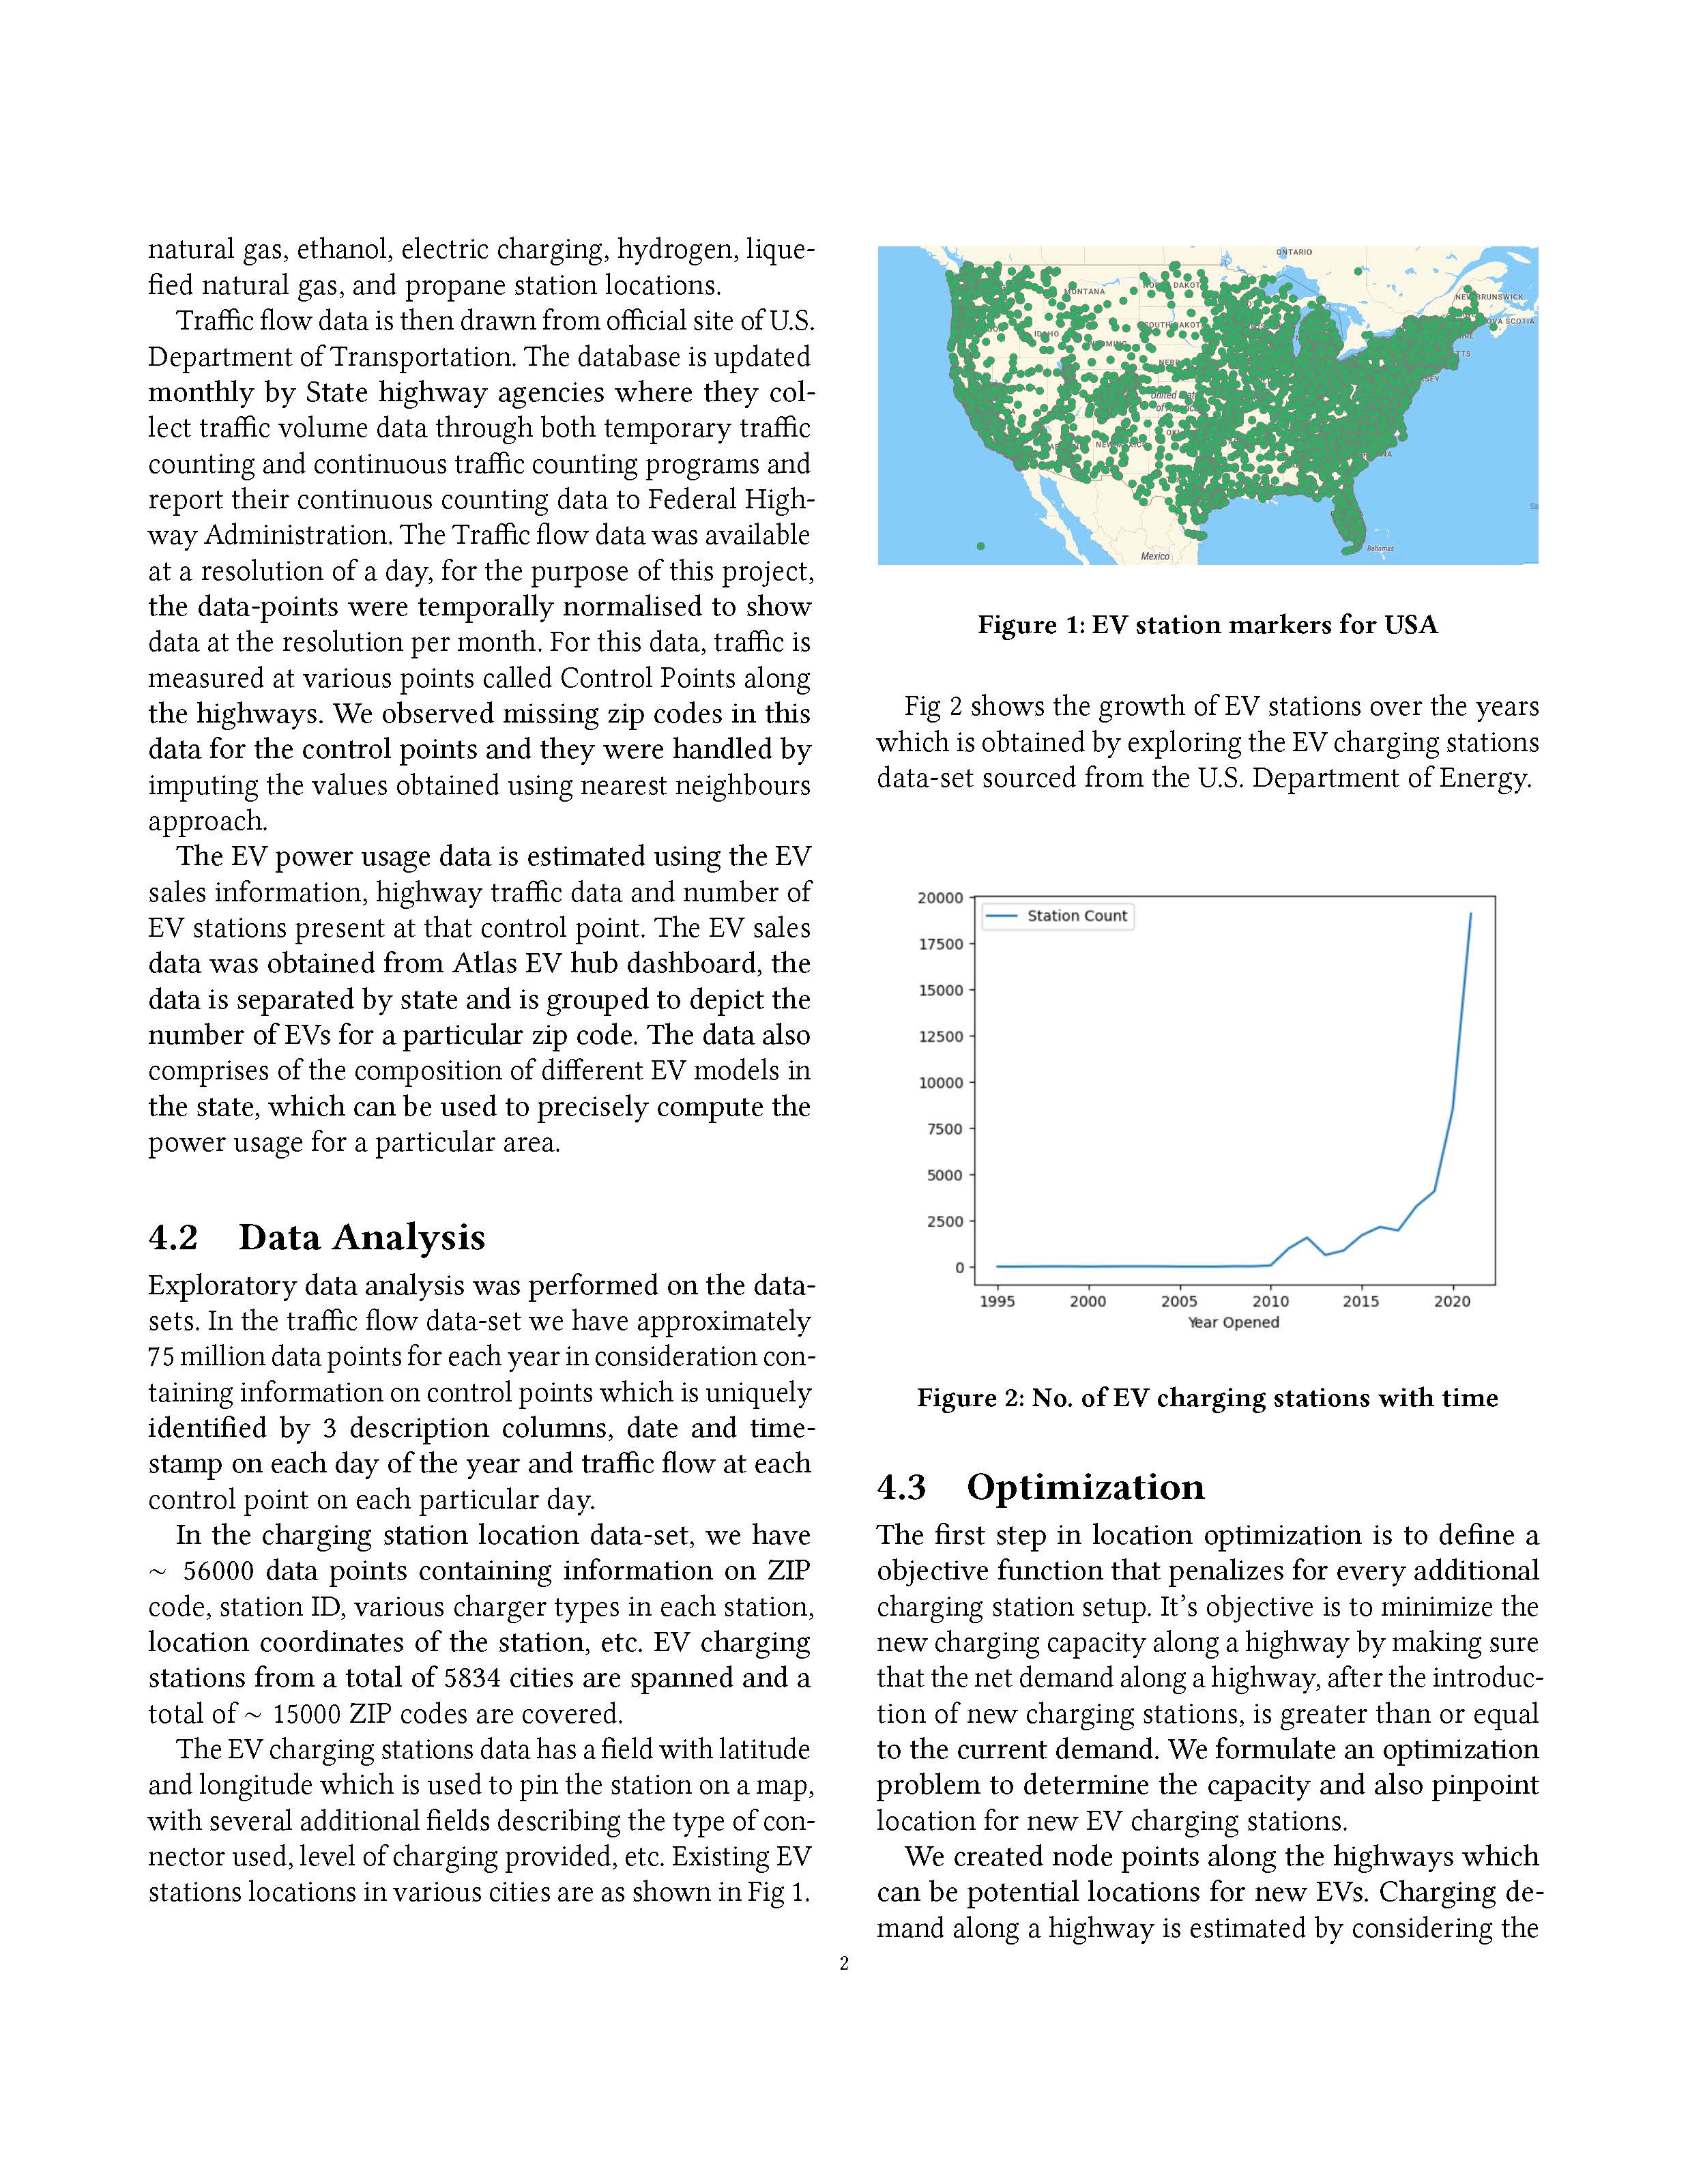 natural gas, ethanol, electric charging, hydrogen, lique-
fied natural gas, and propane station locations.
Traffic flow data is then drawn from official site of U.S.
Department of Transportation. The database is updated
monthly by State highway agencies where they col-
lect traffic volume data through both temporary traffic
counting and continuous traffic counting programs and
report their continuous counting data to Federal High-
way Administration. The Traffic flow data was available
at a resolution of a day, for the purpose of this project,
the data-points were temporally normalised to show
data at the resolution per month. For this data, traffic is
measured at various points called Control Points along
the highways. We observed missing zip codes in this
data for the control points and they were handled by
imputing the values obtained using nearest neighbours
approach.
The EV power usage data is estimated using the EV
sales information, highway traffic data and number of
EV stations present at that control point. The EV sales
data was obtained from Atlas EV hub dashboard, the
data is separated by state and is grouped to depict the
number of EVs for a particular zip code. The data also
comprises of the composition of different EV models in
the state, which can be used to precisely compute the
power usage for a particular area.
4.2 Data Analysis
Exploratory data analysis was performed on the data-
sets. In the traffic flow data-set we have approximately
75 million data points for each year in consideration con-
taining information on control points which is uniquely
identified by 3 description columns, date and time-
stamp on each day of the year and traffic flow at each
control point on each particular day.
In the charging station location data-set, we have
~ 56000 data points containing information on ZIP
code, station ID, various charger types in each station,
location coordinates of the station, etc. EV charging
stations from a total of 5834 cities are spanned and a
total of ~ 15000 ZIP codes are covered.
The EV charging stations data has a field with latitude
and longitude which is used to pin the station on a map,
with several additional fields describing the type of con-
nector used, level of charging provided, etc. Existing EV
stations locations in various cities are as shown in Fig 1.
ONTARIO
MONTANA
NEW BRUNSWICK
OVA SCOTIA
IDAHO
Mexico
Bahamas
Figure 1: EV station markers for USA
Fig 2 shows the growth of EV stations over the years
which is obtained by exploring the EV charging stations
data-set sourced from the U.S. Department of Energy.
20000
17500
15000
12500
10000
7500
5000
2500
0
Station Count
1995 2000 2005 2010 2015 2020
Year Opened
Figure 2: No. of EV charging stations with time
4.3 Optimization
The first step in location optimization is to define a
objective function that penalizes for every additional
charging station setup. It's objective is to minimize the
new charging capacity along a highway by making sure
that the net demand along a highway, after the introduc-
tion of new charging stations, is greater than or equal
to the current demand. We formulate an optimization
problem to determine the capacity and also pinpoint
location for new EV charging stations.
We created node points along the highways which
can be potential locations for new EVs. Charging de-
mand along a highway is estimated by considering the
2